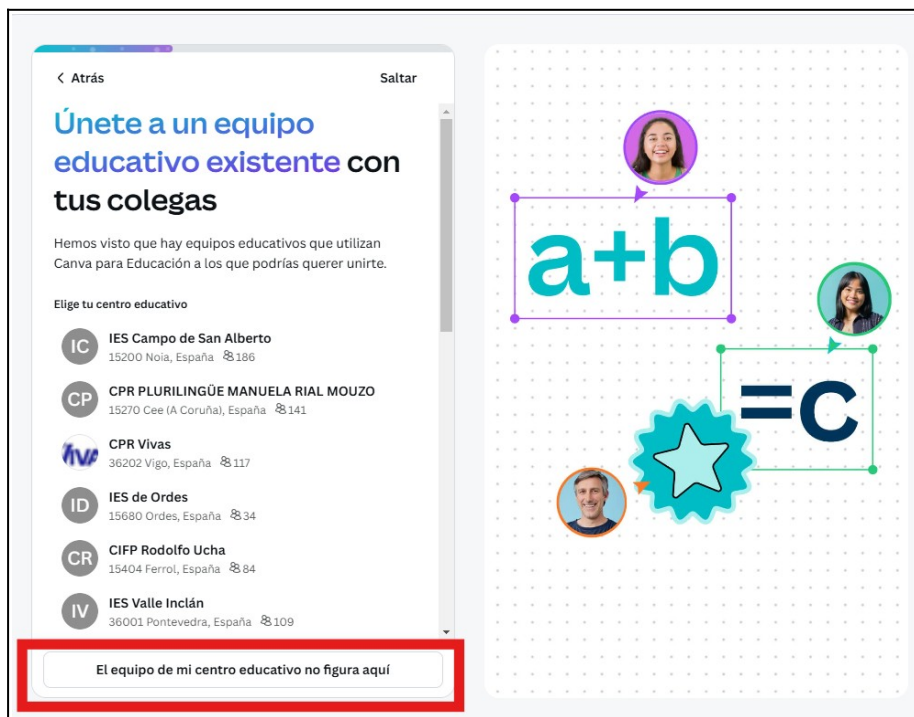 Atrás
Saltar
Únete a un equipo
educativo existente con
tus colegas
Hemos visto que hay equipos educativos que utilizan
Canva para Educación a los que podrías querer unirte.
Elige tu centro educativo
IC
IES Campo de San Alberto
15200 Noia, España 186
CP
CPR PLURILINGÜE MANUELA RIAL MOUZO
15270 Cee (A Coruña), España 141
VIVA
CPR Vivas
36202 Vigo, España 117
ID
IES de Ordes
15680 Ordes, España 34
CR
CIFP Rodolfo Ucha
15404 Ferrol, España 84
IV
IES Valle Inclán
36001 Pontevedra, España 109
El equipo de mi centro educativo no figura aquí
a+b
=c